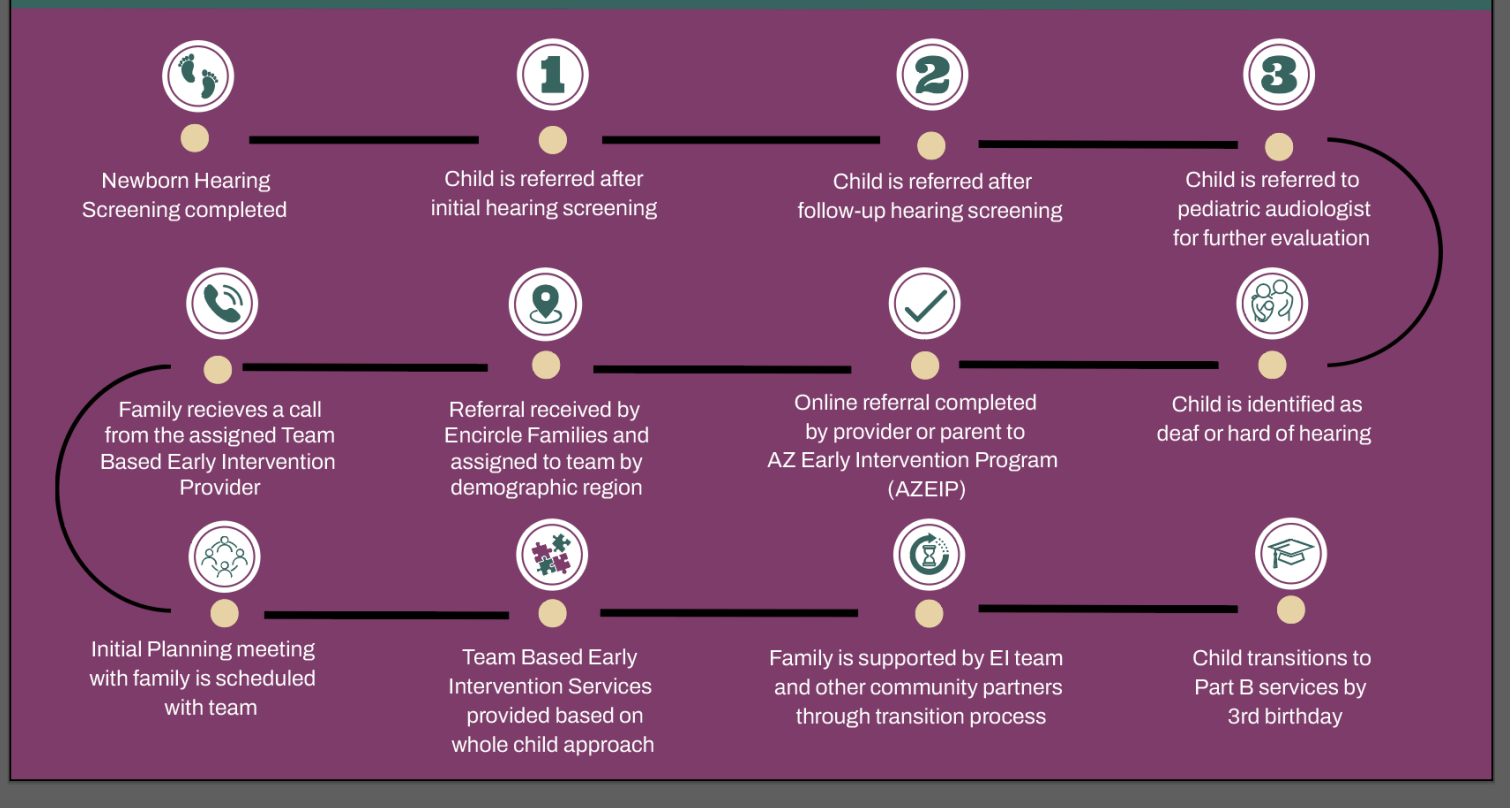 1
2
3
Newborn Hearing
Screening completed
Child is referred after
initial hearing screening
Child is referred after
follow-up hearing screening
Child is referred to
pediatric audiologist
for further evaluation
Child is identified as
deaf or hard of hearing
Online referral completed
by provider or parent to
AZ Early Intervention Program
(AZEIP)
Referral received by
Encircle Families and
assigned to team by
demographic region
Family recieves a call
from the assigned Team
Based Early Intervention
Provider
Initial Planning meeting
with family is scheduled
with team
Team Based Early
Intervention Services
provided based on
whole child approach
Family is supported by EI team
and other community partners
through transition process
Child transitions to
Part B services by
3rd birthday